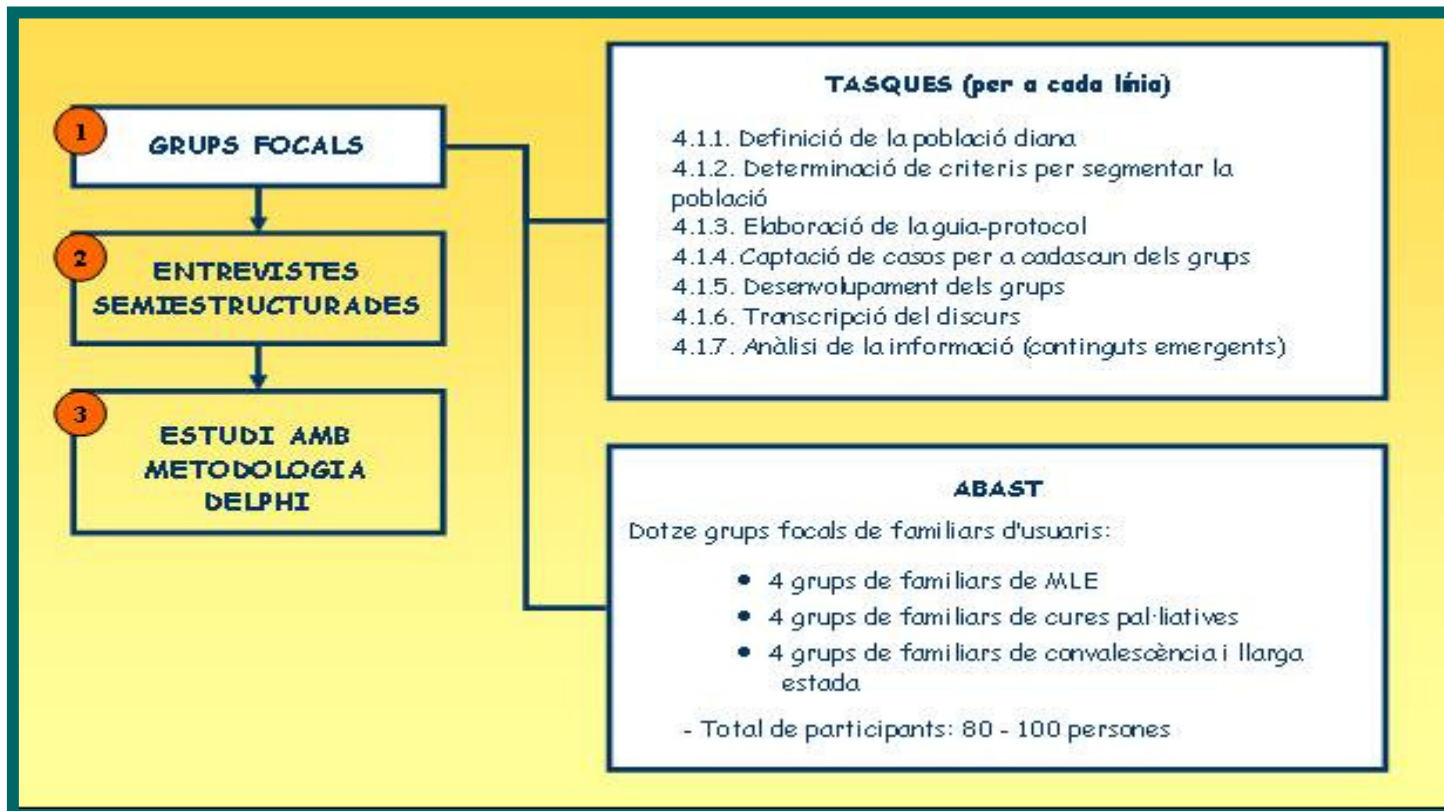 1
GRUPS FOCALS
2
ENTREVISTES
SEMIESTRUCTURADES
3
ESTUDI AMB
METODOLOGIA
DELPHI
TASQUES (per a cada línia)
4.1.1. Definició de la població diana
4.1.2. Determinació de criteris per segmentar la
població
4.1.3. Elaboració de la guia-protocol
4.1.4. Captació de casos per a cadascun dels grups
4.1.5. Desenvolupament dels grups
4.1.6. Transcripció del discurs
4.1.7. Anàlisi de la informació (continguts emergents)
ABAST
Dotze grups focals de familiars d'usuaris:
• 4 grups de familiars de MLE
• 4 grups de familiars de cures pal·liatives
• 4 grups de familiars de convalescència i llarga
estada
- Total de participants: 80 - 100 persones